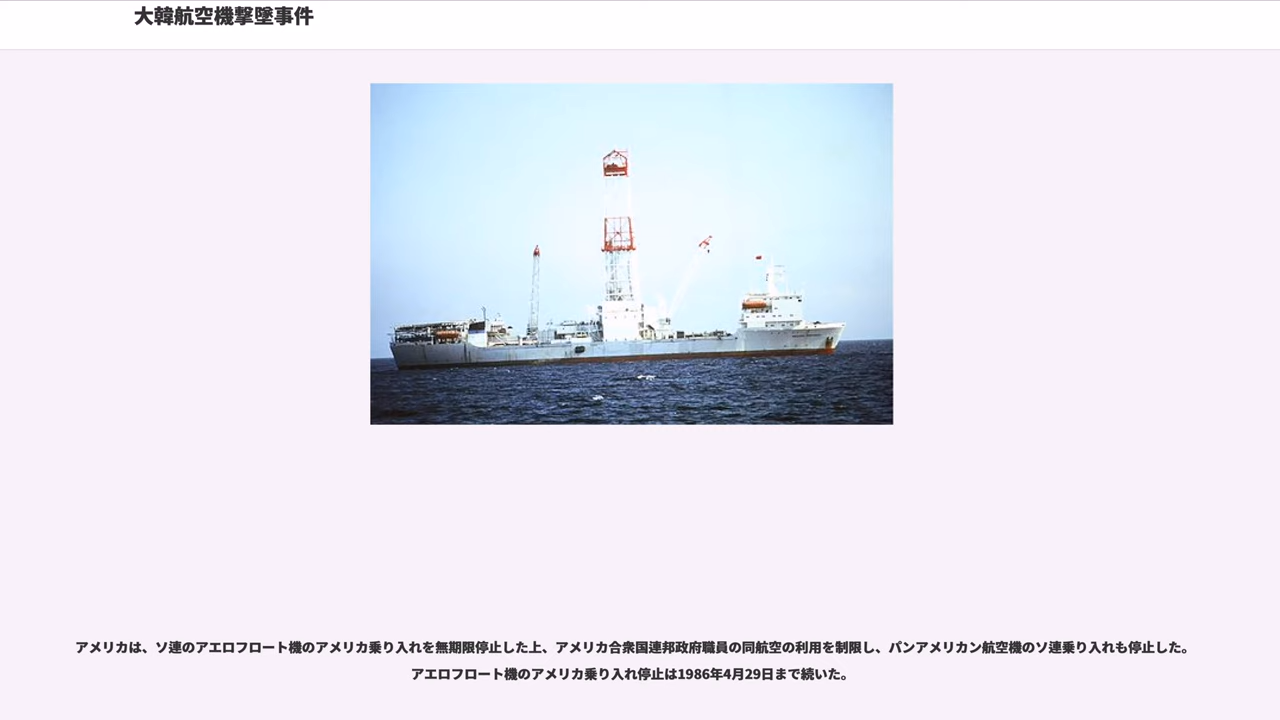 大韓航空機撃墜事件
アメリカは、ソ連のアエロフロート機のアメリカ乗り入れを無期限停止した上、アメリカ合衆国連邦政府職員の同航空の利用を制限し、パンアメリカン航空機のソ連乗り入れも停止した。
アエロフロート機のアメリカ乗り入れ停止は1986年4月29日まで続いた。